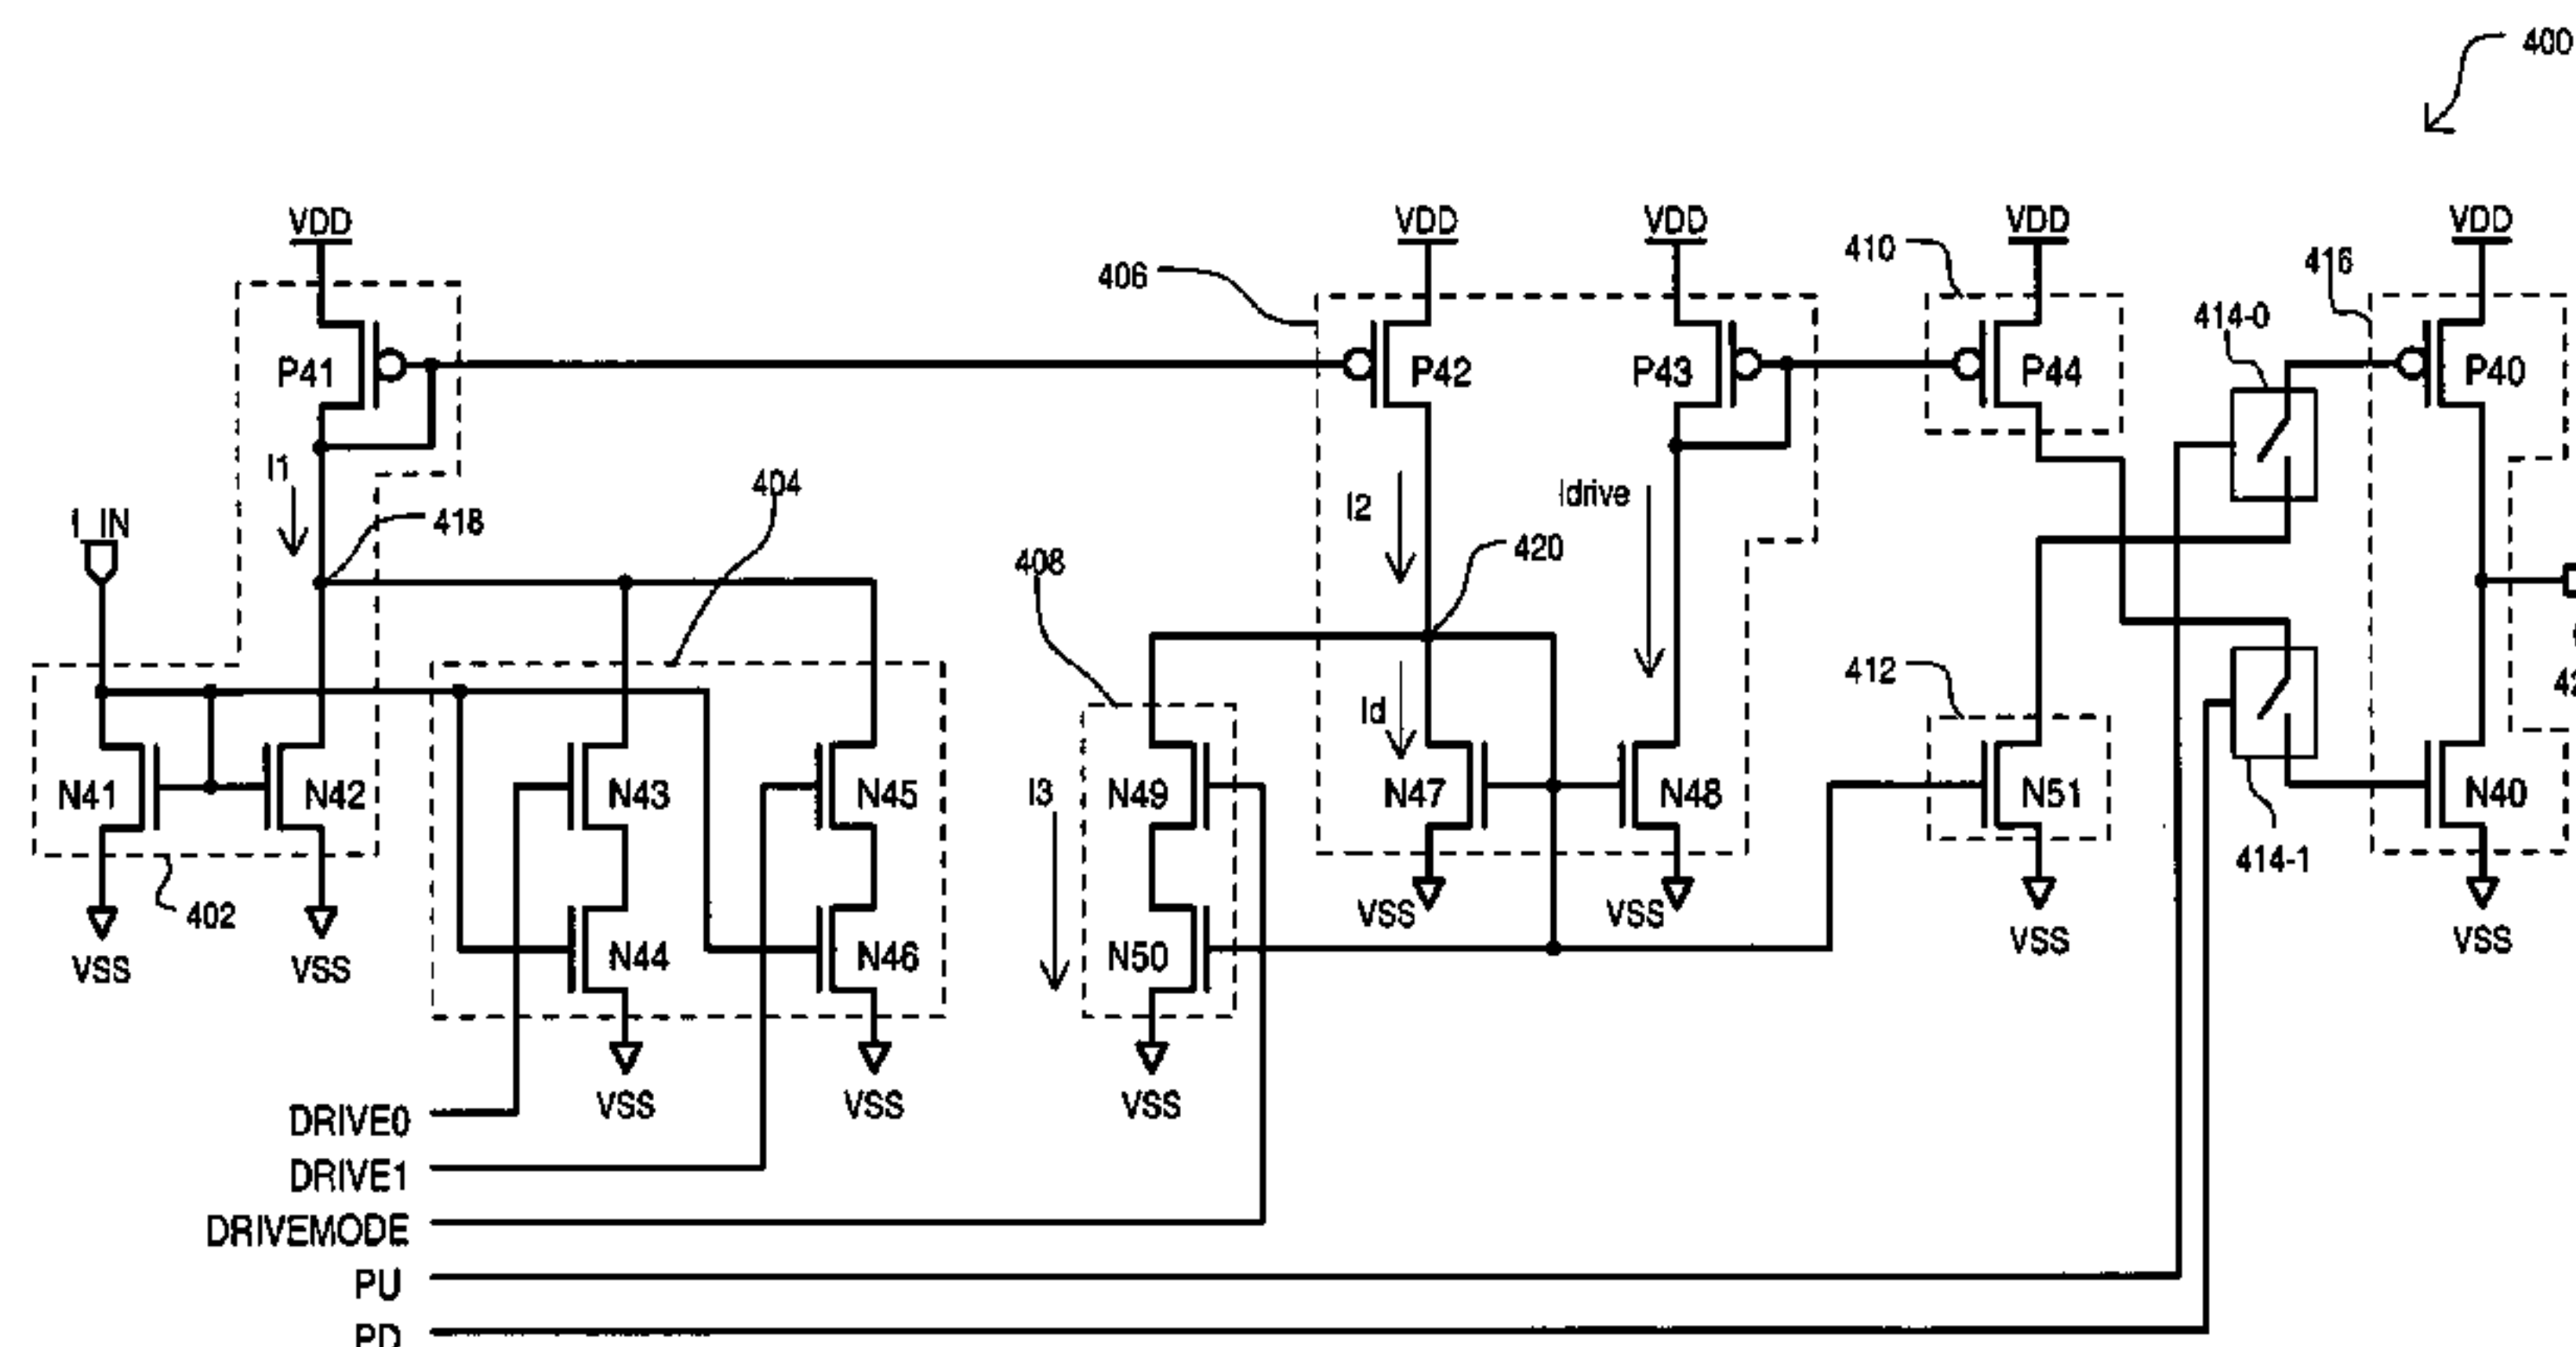 400
VDD
VDD
VDD
VDD
VDD
406
410
416
414-0
P41
P42
P43
P44
P40
I1
404
I2
Idrive
I_IN
418
420
408
412
Id
N41
N42
N43
N45
I3
N49
N47
N48
N51
N40
414-1
402
VSS
VSS
N44
N46
N50
VSS
VSS
VSS
VSS
VSS
VSS
VSS
VSS
DRIVE0
DRIVE1
DRIVEMODE
PU
PD